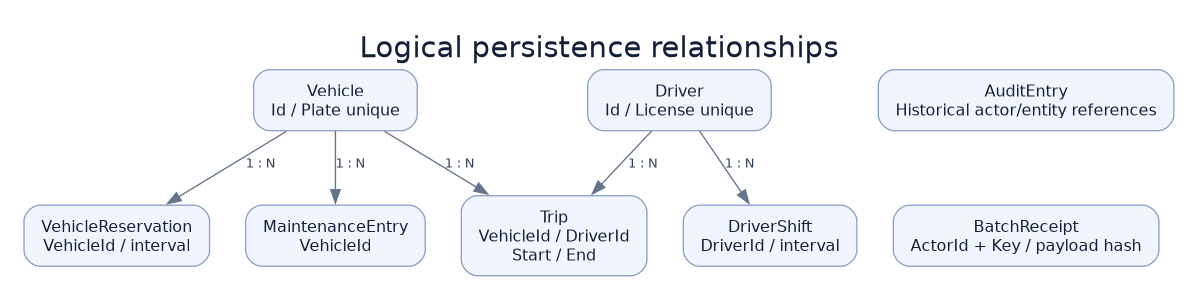 Logical persistence relationships
Vehicle
Id / Plate unique
Driver
Id / License unique
AuditEntry
Historical actor/entity references
1 : N
1 : N
1 : N
1 : N
1 : N
VehicleReservation
VehicleId / interval
MaintenanceEntry
VehicleId
Trip
VehicleId / DriverId
Start / End
DriverShift
DriverId / interval
BatchReceipt
ActorId + Key / payload hash